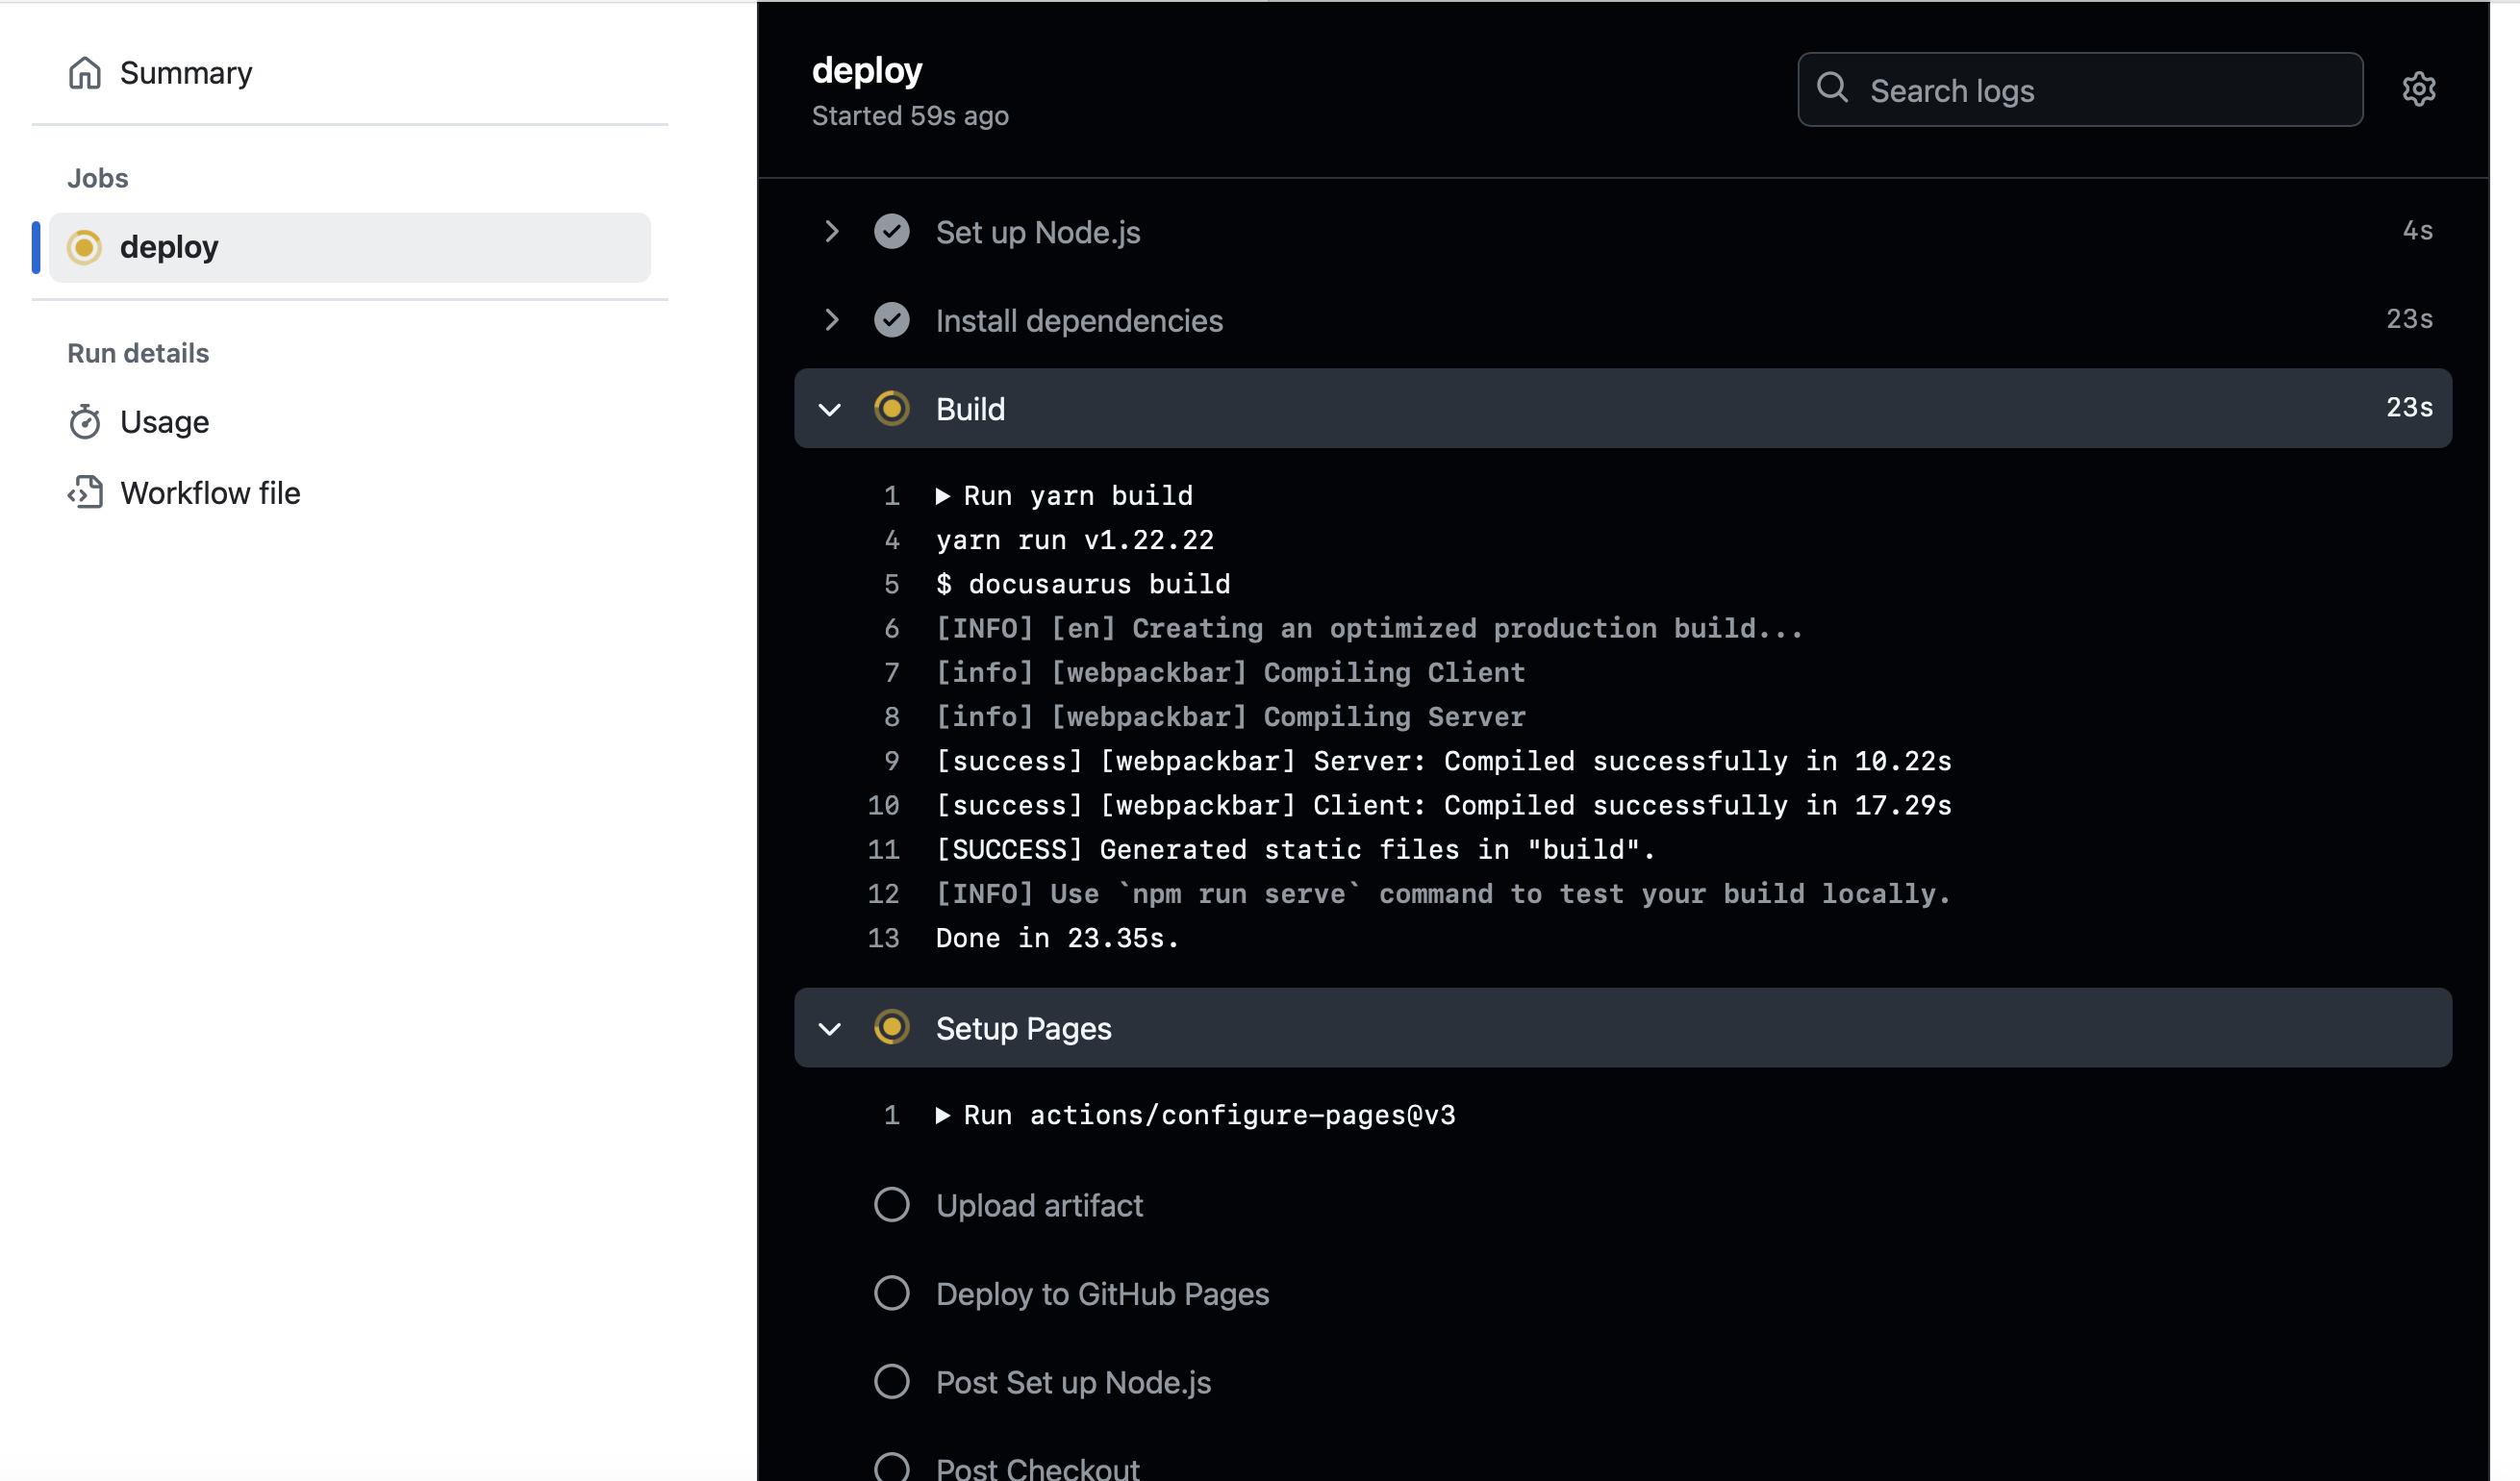 Summary
Jobs
deploy
Run details
Usage
Workflow file
deploy
Started 59s ago
Search logs
Set up Node.js 4s
Install dependencies 23s
Build 23s
1 Run yarn build
4 yarn run v1.22.22
5 $ docusaurus build
6 [INFO] [en] Creating an optimized production build...
7 [info] [webpackbar] Compiling Client
8 [info] [webpackbar] Compiling Server
9 [success] [webpackbar] Server: Compiled successfully in 10.22s
10 [success] [webpackbar] Client: Compiled successfully in 17.29s
11 [SUCCESS] Generated static files in "build".
12 [INFO] Use `npm run serve` command to test your build locally.
13 Done in 23.35s.
Setup Pages
1 Run actions/configure-pages@v3
Upload artifact
Deploy to GitHub Pages
Post Set up Node.js
Post Checkout